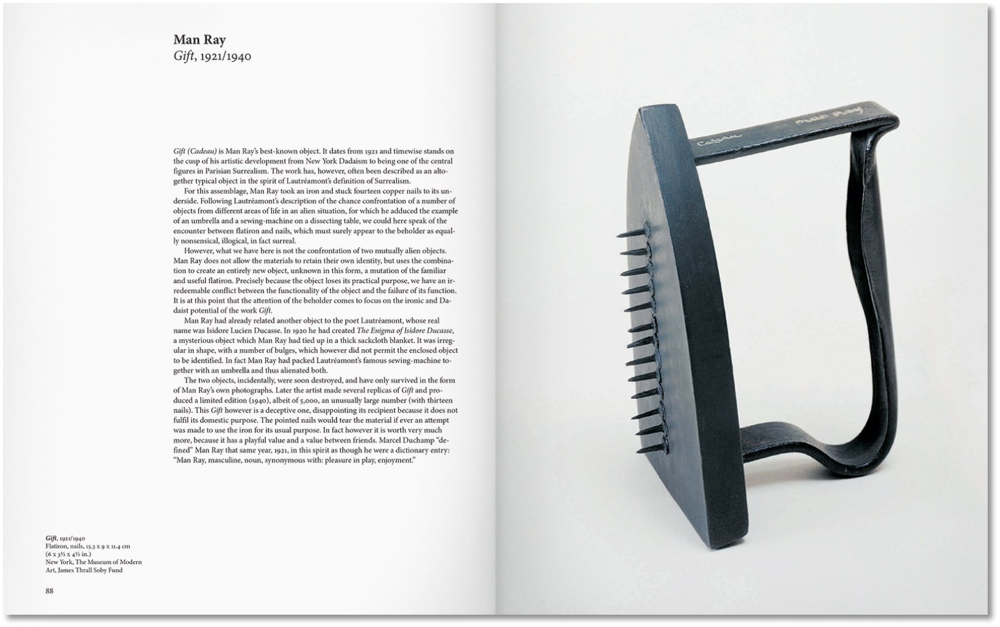 Man Ray
Gift, 1921/1940
Gift (Cadeau) is Man Ray’s best-known object. It dates from 1921 and timewise stands on
the cusp of his artistic development from New York Dadaism to being one of the central
figures in Parisian Surrealism. The work has, however, often been described as an alto-
gether typical object in the spirit of Lautréamont’s definition of Surrealism.
For this assemblage, Man Ray took an iron and stuck fourteen copper nails to its un-
derside. Following Lautréamont’s description of the chance confrontation of a number of
objects from different areas of life in an alien situation, for which he adduced the example
of an umbrella and a sewing-machine on a dissecting table, we could here speak of the
encounter between flatiron and nails, which must surely appear to the beholder as equal-
ly nonsensical, illogical, in fact surreal.
However, what we have here is not the confrontation of two mutually alien objects.
Man Ray does not allow the materials to retain their own identity, but uses the combina-
tion to create an entirely new object, unknown in this form, a mutation of the familiar
and useful flatiron. Precisely because the object loses its practical purpose, we have an ir-
redeemable conflict between the functionality of the object and the failure of its function.
It is at this point that the attention of the beholder comes to focus on the ironic and Da-
daist potential of the work Gift.
Man Ray had already related another object to the poet Lautréamont, whose real
name was Isidore Lucien Ducasse. In 1920 he had created The Enigma of Isidore Ducasse,
a mysterious object which Man Ray had tied up in a thick sackcloth blanket. It was irreg-
ular in shape, with a number of bulges, which however did not permit the enclosed object
to be identified. In fact Man Ray had packed Lautréamont’s famous sewing-machine to-
gether with an umbrella and thus alienated both.
The two objects, incidentally, were soon destroyed, and have only survived in the form
of Man Ray’s own photographs. Later the artist made several replicas of Gift and pro-
duced a limited edition (1940), albeit of 5,000, an unusually large number (with thirteen
nails). This Gift however is a deceptive one, disappointing its recipient because it does not
fulfil its domestic purpose. The pointed nails would tear the material if ever an attempt
was made to use the iron for its usual purpose. In fact however it is worth very much
more, because it has a playful value and a value between friends. Marcel Duchamp “de-
fined” Man Ray that same year, 1921, in this spirit as though he were a dictionary entry:
“Man Ray, masculine, noun, synonymous with: pleasure in play, enjoyment.”
Gift, 1921/1940
Flatiron, nails, 15.3 x 9 x 11.4 cm
(6 x 3½ x 4½ in.)
New York, The Museum of Modern
Art, James Thrall Soby Fund
88
Cadeau
man Ray